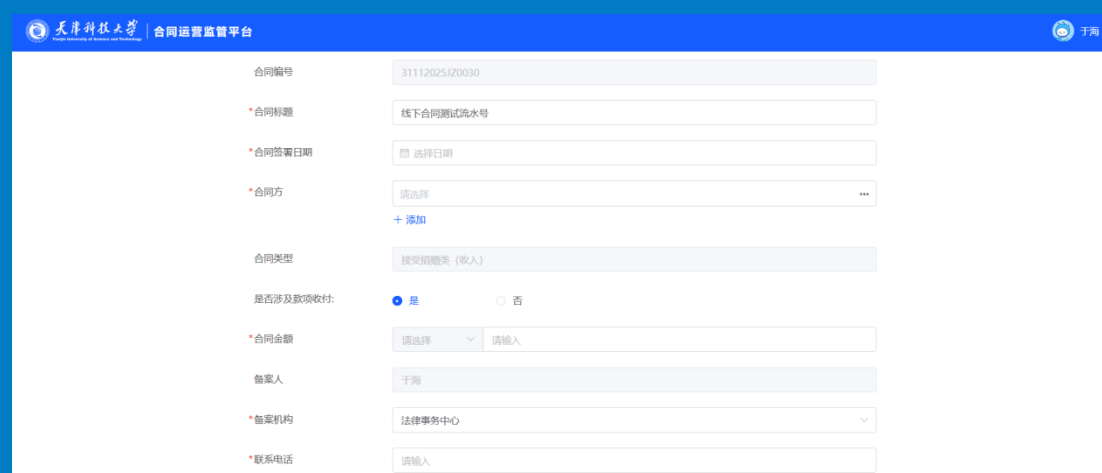 天津科技大学 合同运营监管平台 于海
Tianjin University of Science and Technology
合同编号 31112025JZ0030
*合同标题 线下合同测试流水号
*合同签署日期 选择日期
*合同方 请选择 •••
+ 添加
合同类型 接受捐赠类（收入）
是否涉及款项收付: 是 否
*合同金额 请选择 请输入
备案人 于海
*备案机构 法律事务中心
*联系电话 请输入